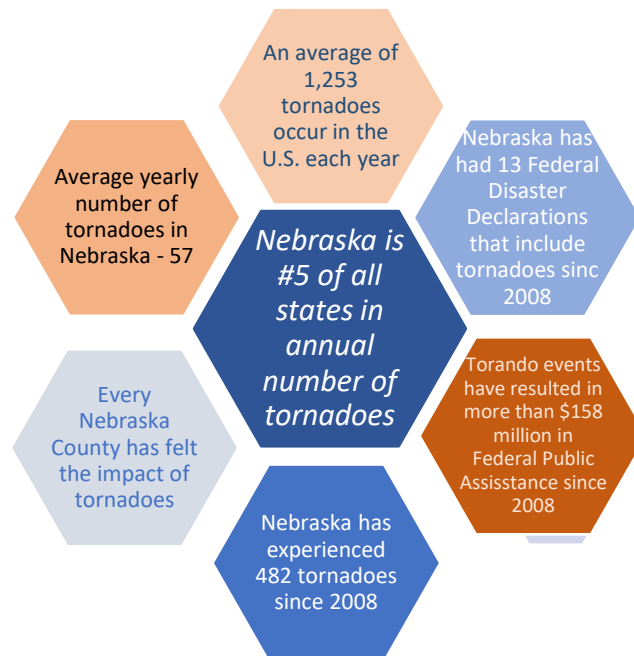 An average of
1,253
tornadoes
occur in the
U.S. each year
Nebraska has
had 13 Federal
Disaster
Declarations
that include
tornadoes sinc
2008
Average yearly
number of
tornadoes in
Nebraska - 57
Nebraska is
#5 of all
states in
annual
number of
tornadoes
Torando events
have resulted in
more than $158
million in
Federal Public
Assisstance since
2008
Every
Nebraska
County has felt
the impact of
tornadoes
Nebraska has
experienced
482 tornadoes
since 2008